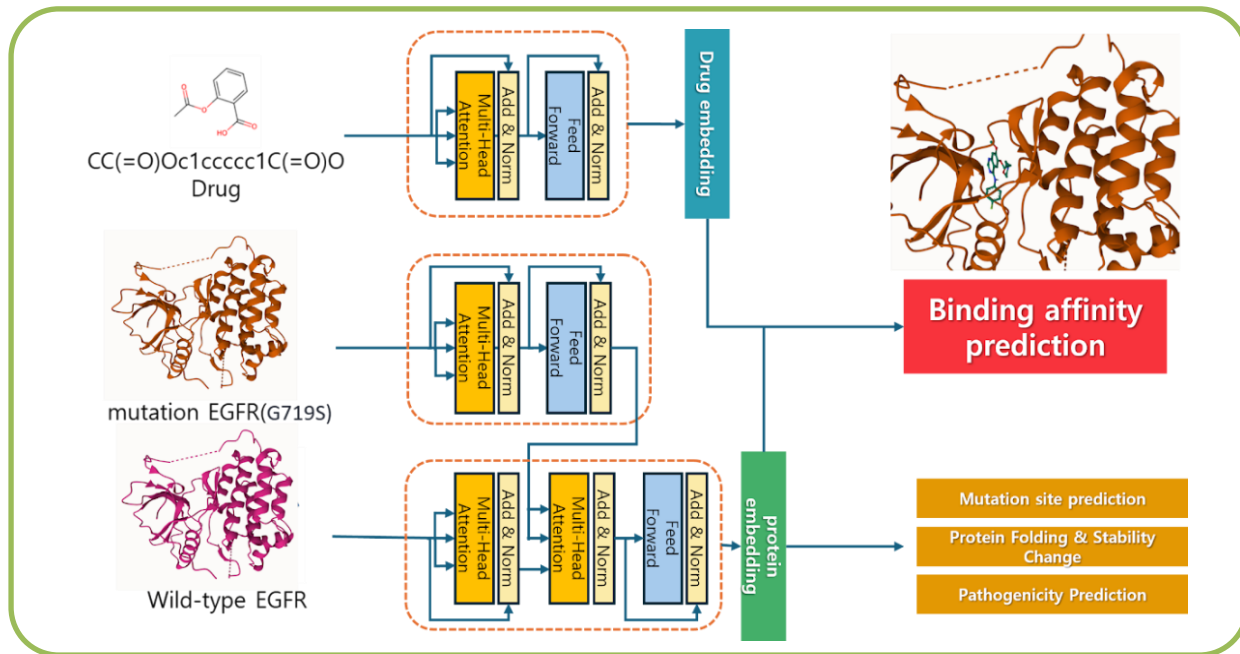 CC(=O)Oc1ccccc1C(=O)O
Drug
Multi-Head
Attention
Add & Norm
Feed
Forward
Add & Norm
Drug embedding
mutation EGFR(G719S)
Multi-Head
Attention
Add & Norm
Feed
Forward
Add & Norm
Wild-type EGFR
Multi-Head
Attention
Add & Norm
Multi-Head
Attention
Add & Norm
Feed
Forward
Add & Norm
protein
embedding
Binding affinity
prediction
Mutation site prediction
Protein Folding & Stability
Change
Pathogenicity Prediction
O
O
HO
O